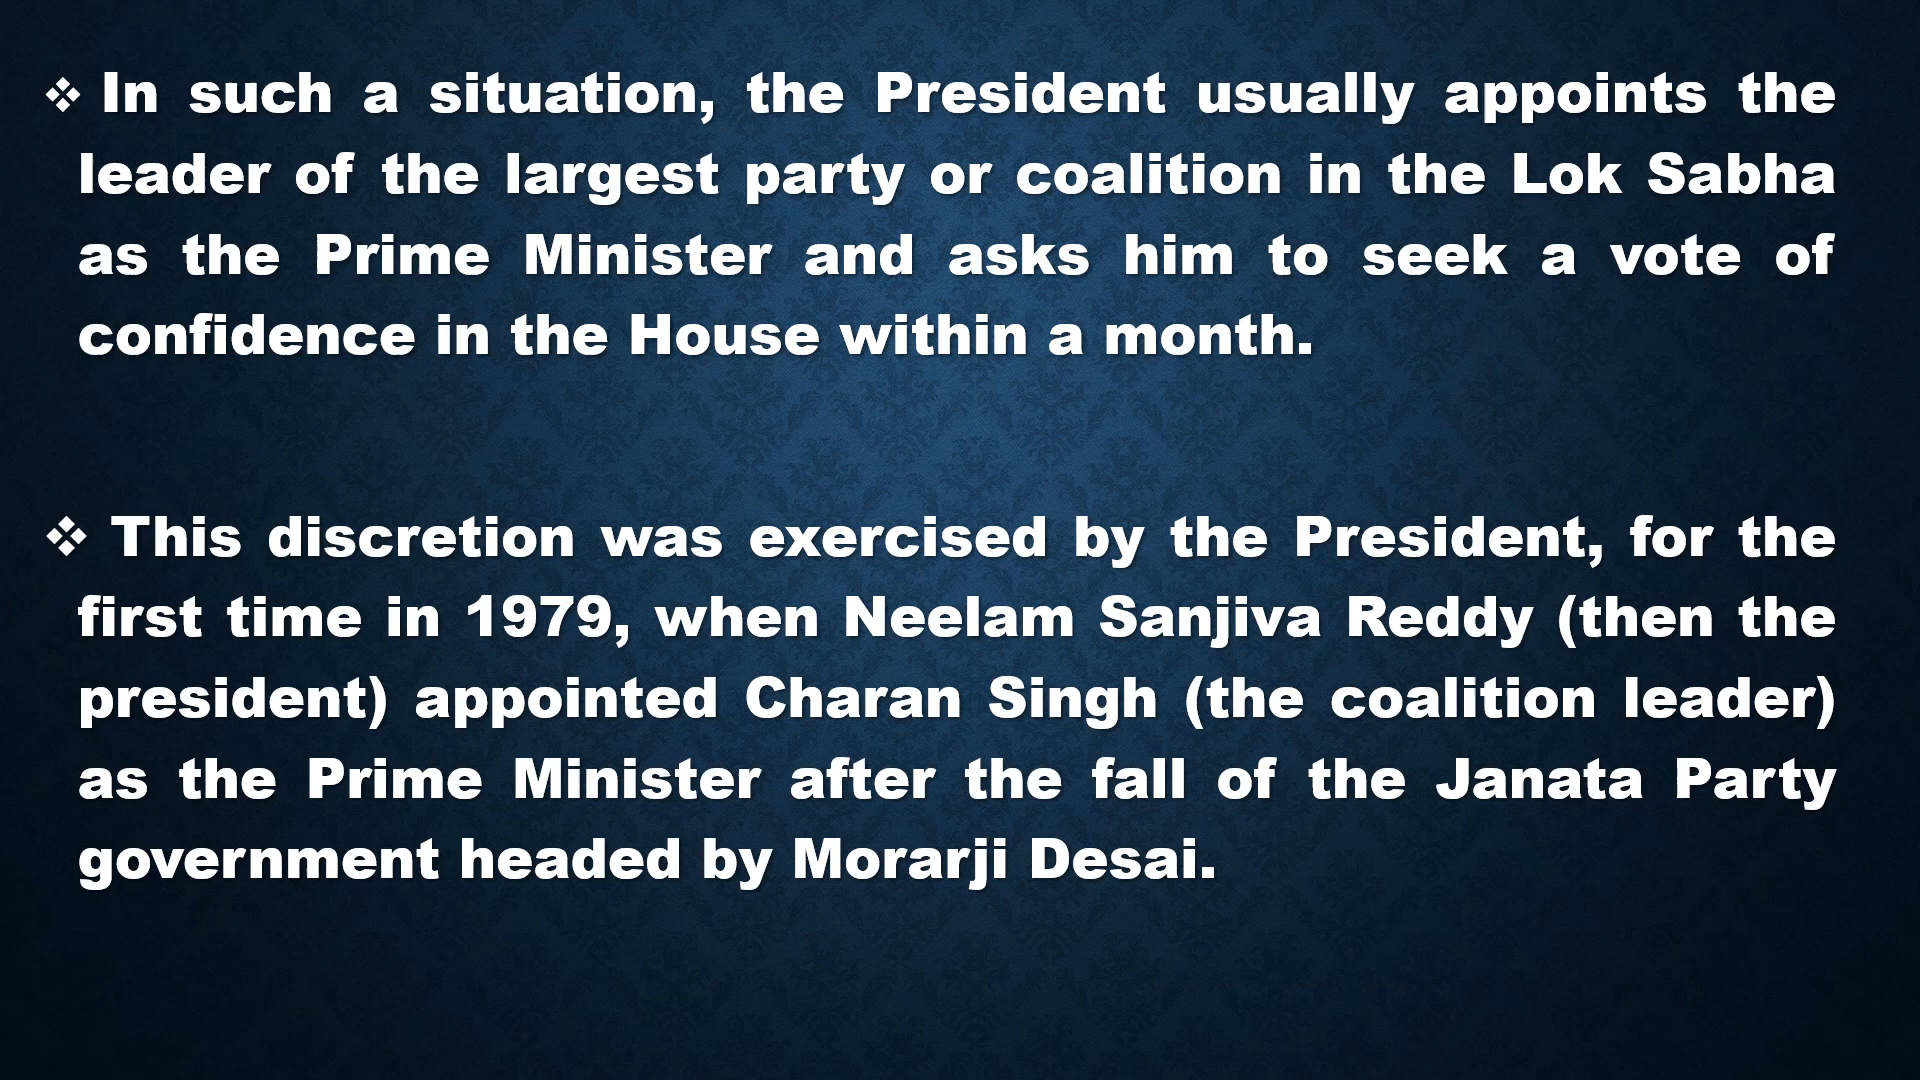 ❖ In such a situation, the President usually appoints the
leader of the largest party or coalition in the Lok Sabha
as the Prime Minister and asks him to seek a vote of
confidence in the House within a month.
❖ This discretion was exercised by the President, for the
first time in 1979, when Neelam Sanjiva Reddy (then the
president) appointed Charan Singh (the coalition leader)
as the Prime Minister after the fall of the Janata Party
government headed by Morarji Desai.